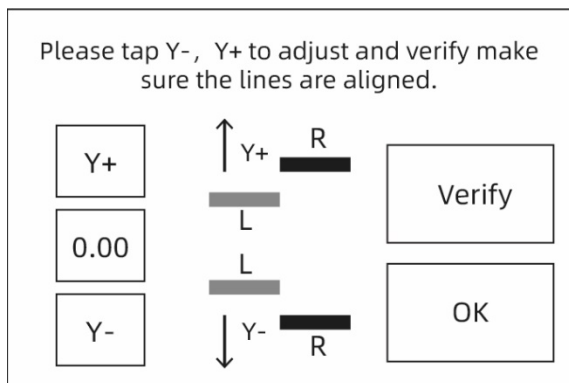 Please tap Y-, Y+ to adjust and verify make
sure the lines are aligned.
Y+
0.00
Y-
Y+
R
L
L
Y-
R
Verify
OK